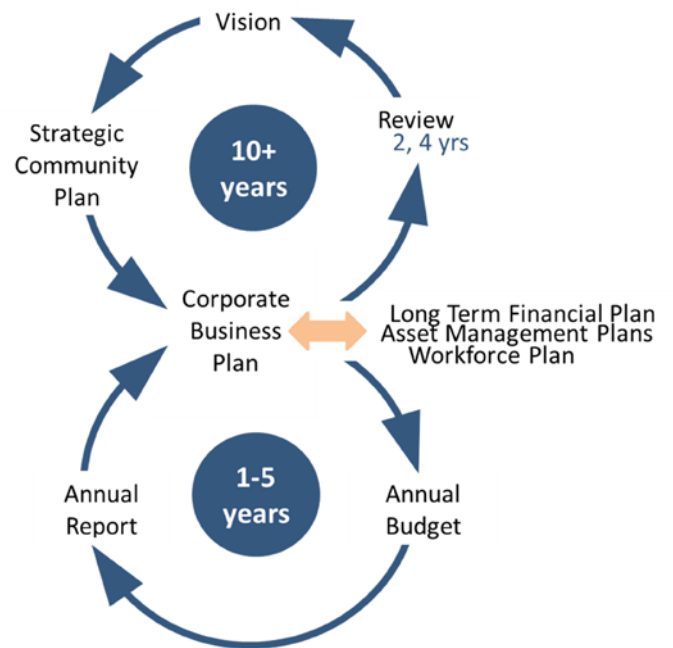 Vision
Review
2, 4 yrs
Strategic
Community
Plan
10+
years
Corporate
Business
Plan
Long Term Financial Plan
Asset Management Plans
Workforce Plan
1-5
years
Annual
Report
Annual
Budget